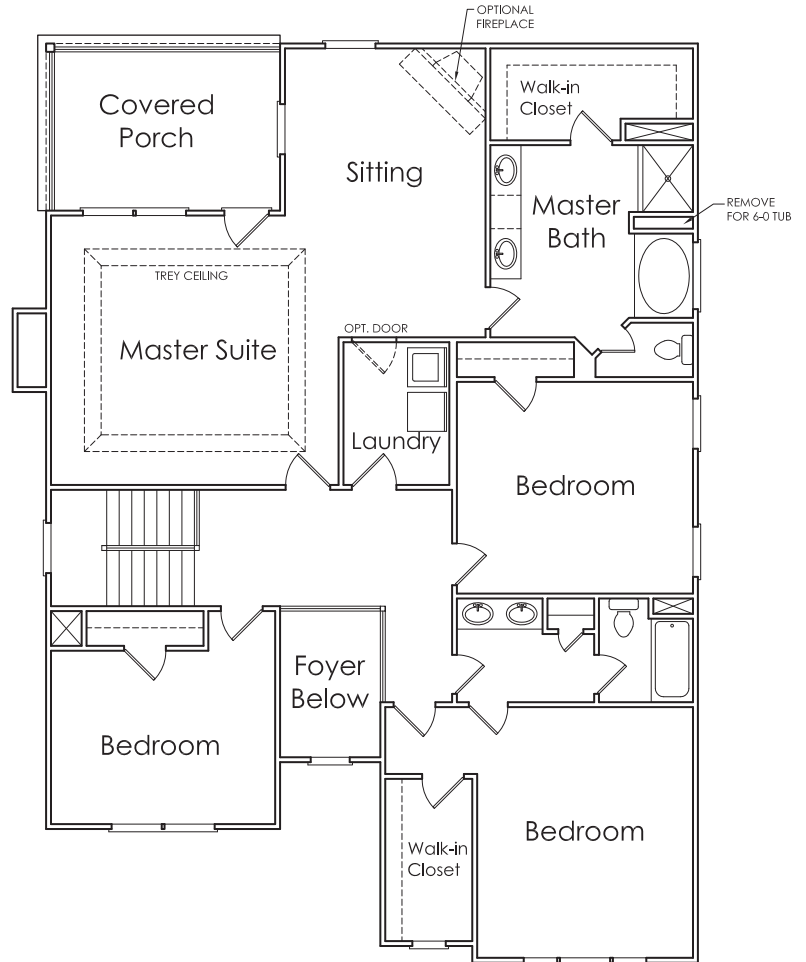 OPTIONAL
FIREPLACE
Covered
Porch
Walk-in
Closet
Sitting
Master
Bath
REMOVE
FOR 6-0 TUB
TREY CEILING
OPT. DOOR
Master Suite
Laundry
Bedroom
Foyer
Below
Bedroom
Bedroom
Walk-in
Closet